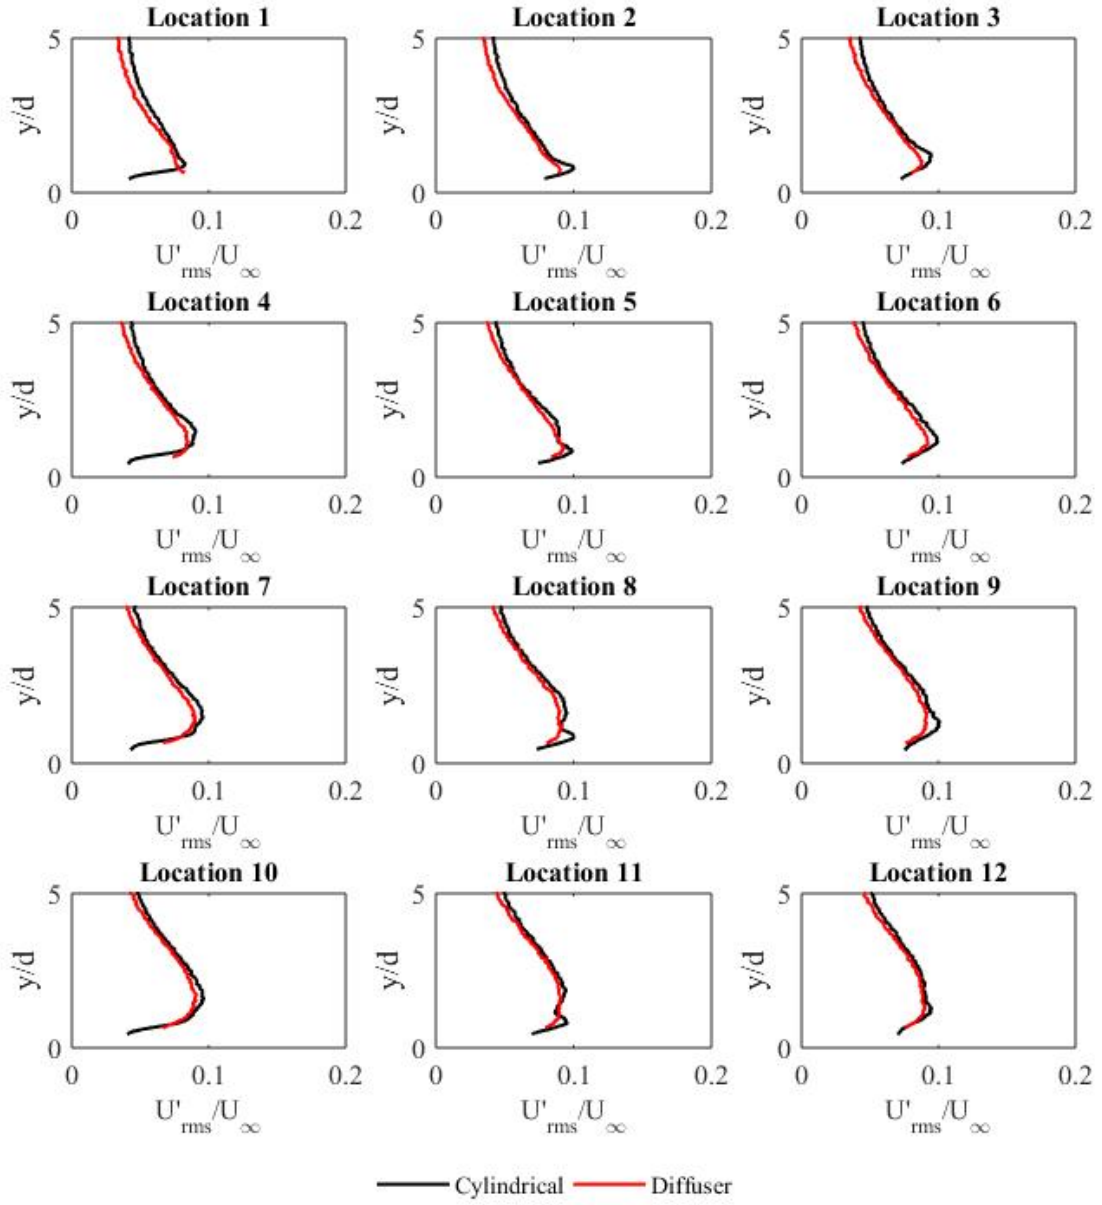 Location 1 Location 2 Location 3
5 5 5
y/d y/d y/d
0 0 0
0 0.1 0.2 0 0.1 0.2 0 0.1 0.2
U'rms/U∞ U'rms/U∞ U'rms/U∞
Location 4 Location 5 Location 6
5 5 5
y/d y/d y/d
0 0 0
0 0.1 0.2 0 0.1 0.2 0 0.1 0.2
U'rms/U∞ U'rms/U∞ U'rms/U∞
Location 7 Location 8 Location 9
5 5 5
y/d y/d y/d
0 0 0
0 0.1 0.2 0 0.1 0.2 0 0.1 0.2
U'rms/U∞ U'rms/U∞ U'rms/U∞
Location 10 Location 11 Location 12
5 5 5
y/d y/d y/d
0 0 0
0 0.1 0.2 0 0.1 0.2 0 0.1 0.2
U'rms/U∞ U'rms/U∞ U'rms/U∞
Cylindrical Diffuser